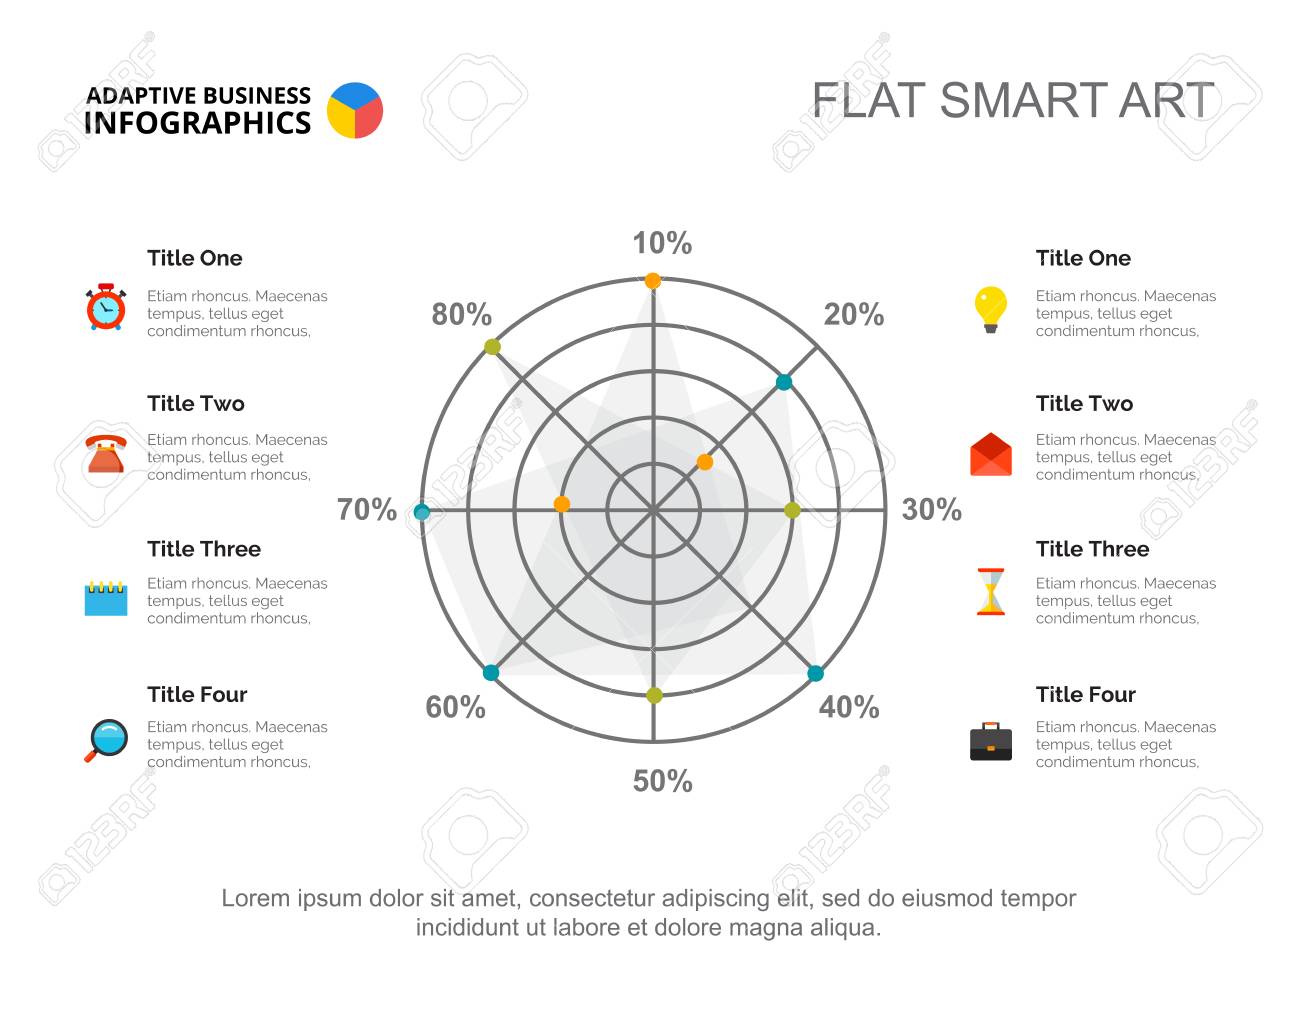 ADAPTIVE BUSINESS
INFOGRAPHICS
FLAT SMART ART
Title One
Etiam rhoncus. Maecenas
tempus, tellus eget
condimentum rhoncus,
Title Two
Etiam rhoncus. Maecenas
tempus, tellus eget
condimentum rhoncus,
Title Three
Etiam rhoncus. Maecenas
tempus, tellus eget
condimentum rhoncus,
Title Four
Etiam rhoncus. Maecenas
tempus, tellus eget
condimentum rhoncus,
10%
20%
30%
40%
50%
60%
70%
80%
Title One
Etiam rhoncus. Maecenas
tempus, tellus eget
condimentum rhoncus,
Title Two
Etiam rhoncus. Maecenas
tempus, tellus eget
condimentum rhoncus,
Title Three
Etiam rhoncus. Maecenas
tempus, tellus eget
condimentum rhoncus,
Title Four
Etiam rhoncus. Maecenas
tempus, tellus eget
condimentum rhoncus,
Lorem ipsum dolor sit amet, consectetur adipiscing elit, sed do eiusmod tempor
incididunt ut labore et dolore magna aliqua.
123RF
123RF
123RF
123RF
123RF
123RF